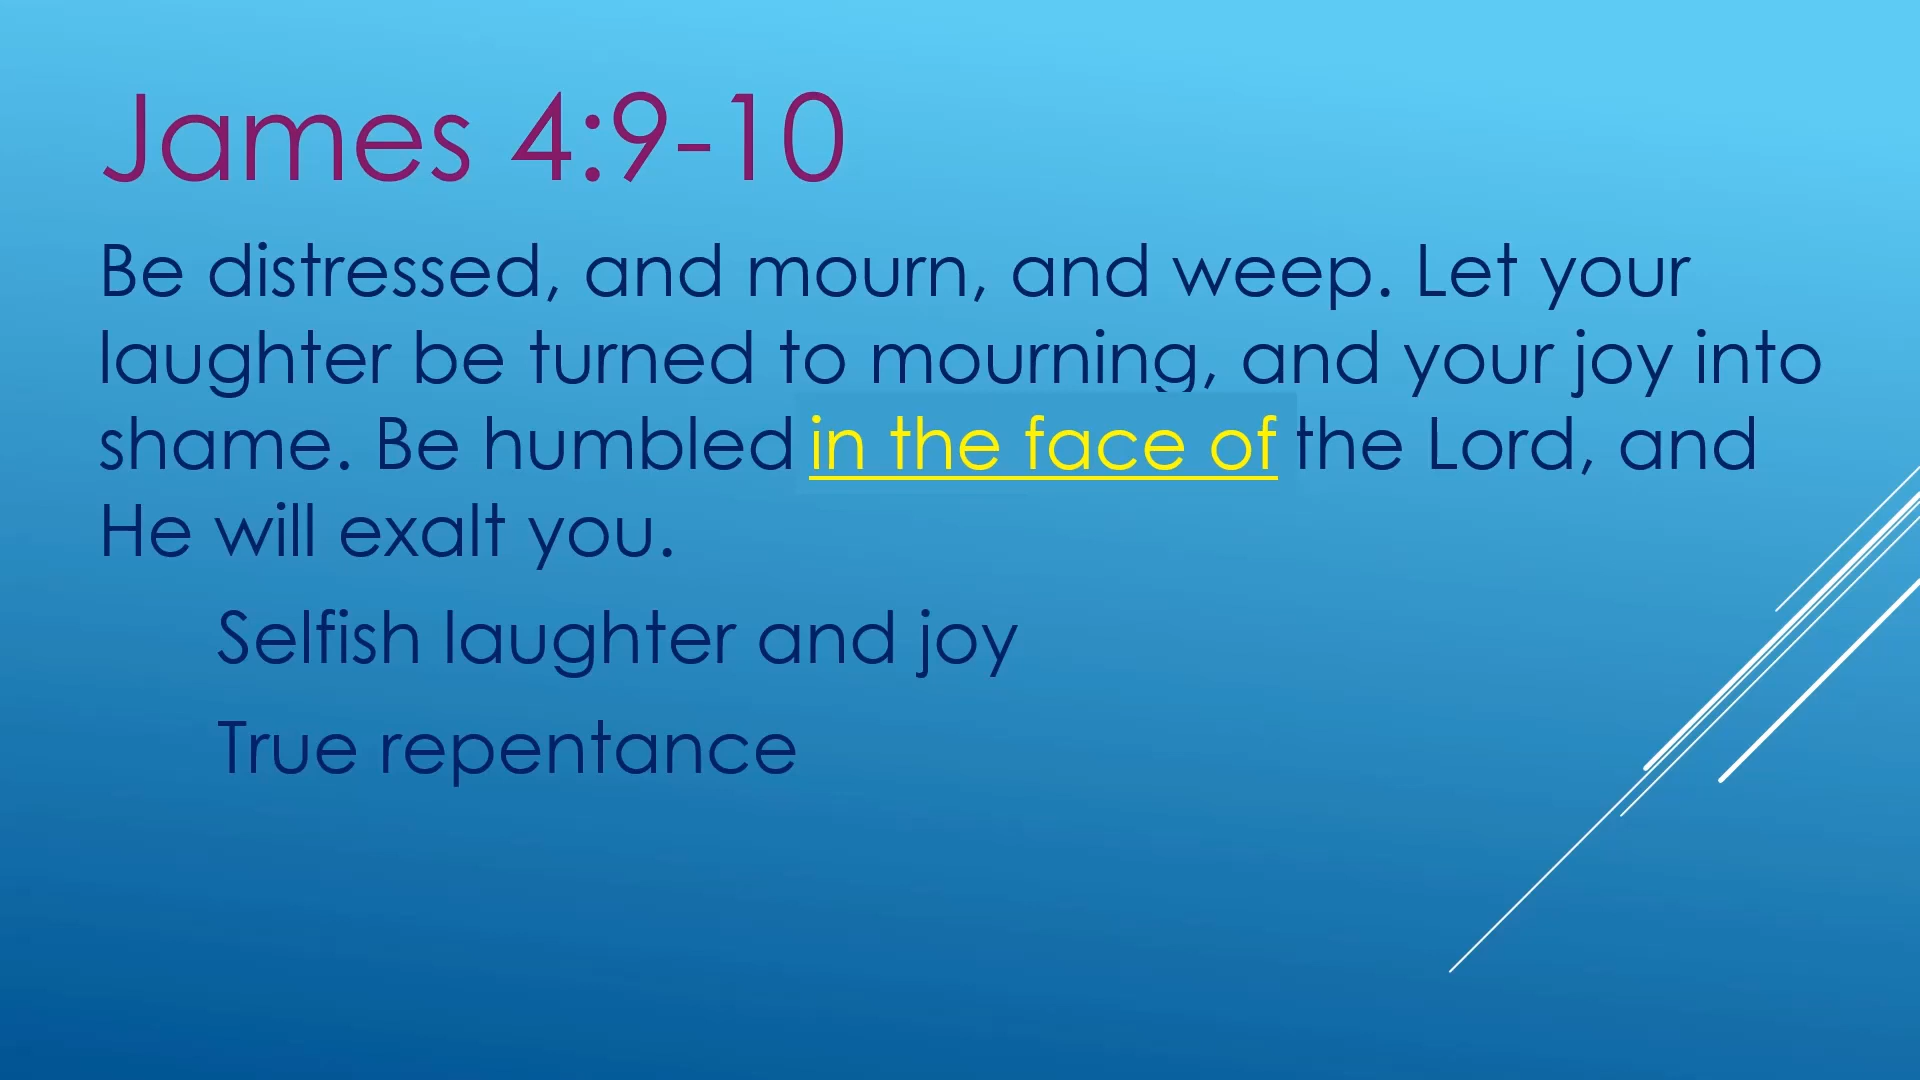 James 4:9-10
Be distressed, and mourn, and weep. Let your
laughter be turned to mourning, and your joy into
shame. Be humbled in the face of the Lord, and
He will exalt you.
Selfish laughter and joy
True repentance